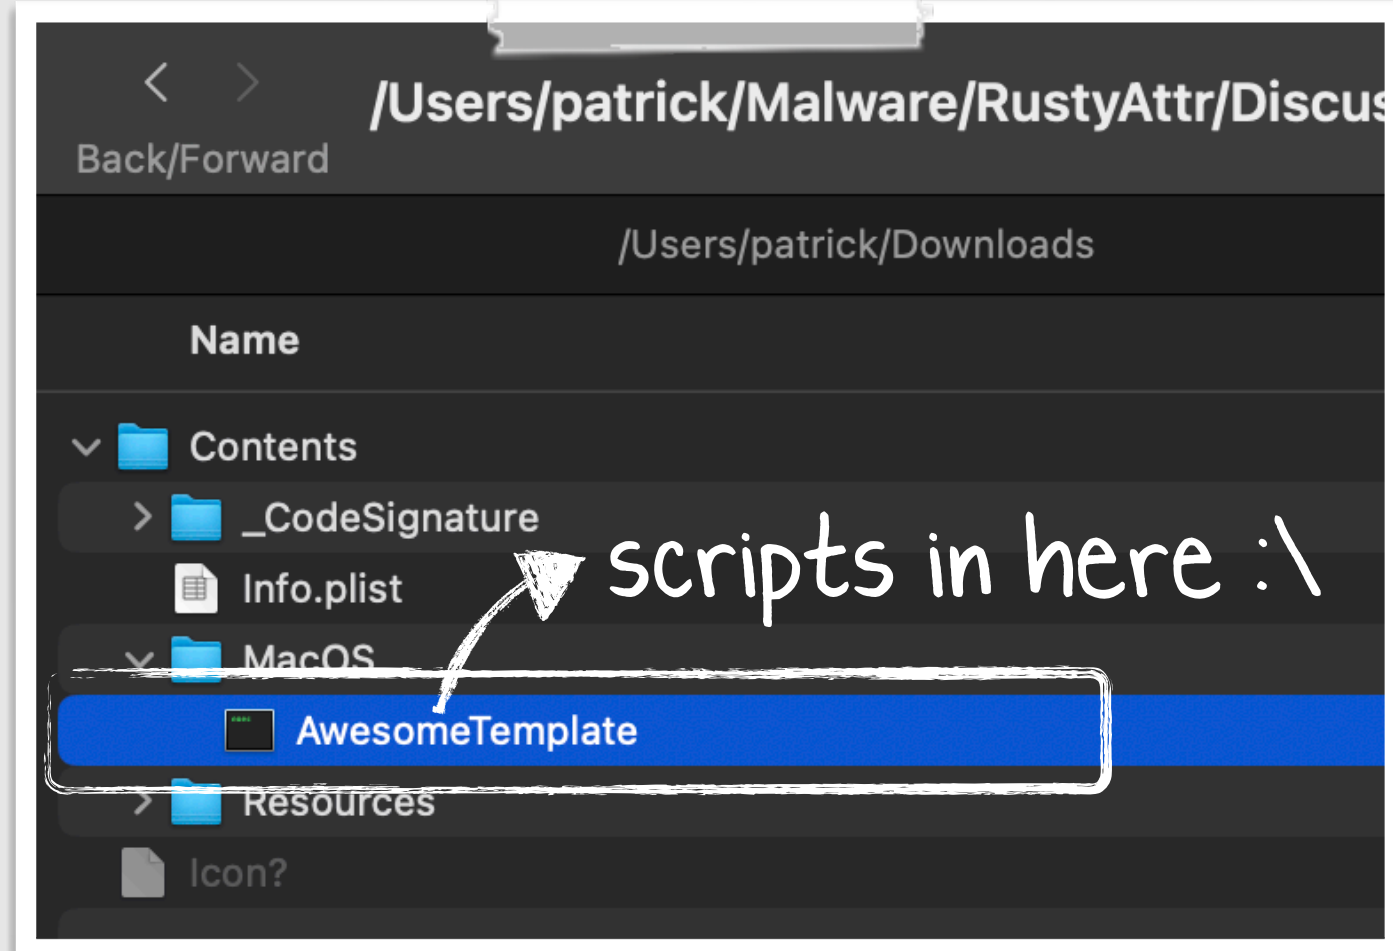 /Users/patrick/Malware/RustyAttr/Discus
Back/Forward
/Users/patrick/Downloads
Name
Contents
_CodeSignature
scripts in here :\
Info.plist
MacOS
AwesomeTemplate
Resources
Icon?